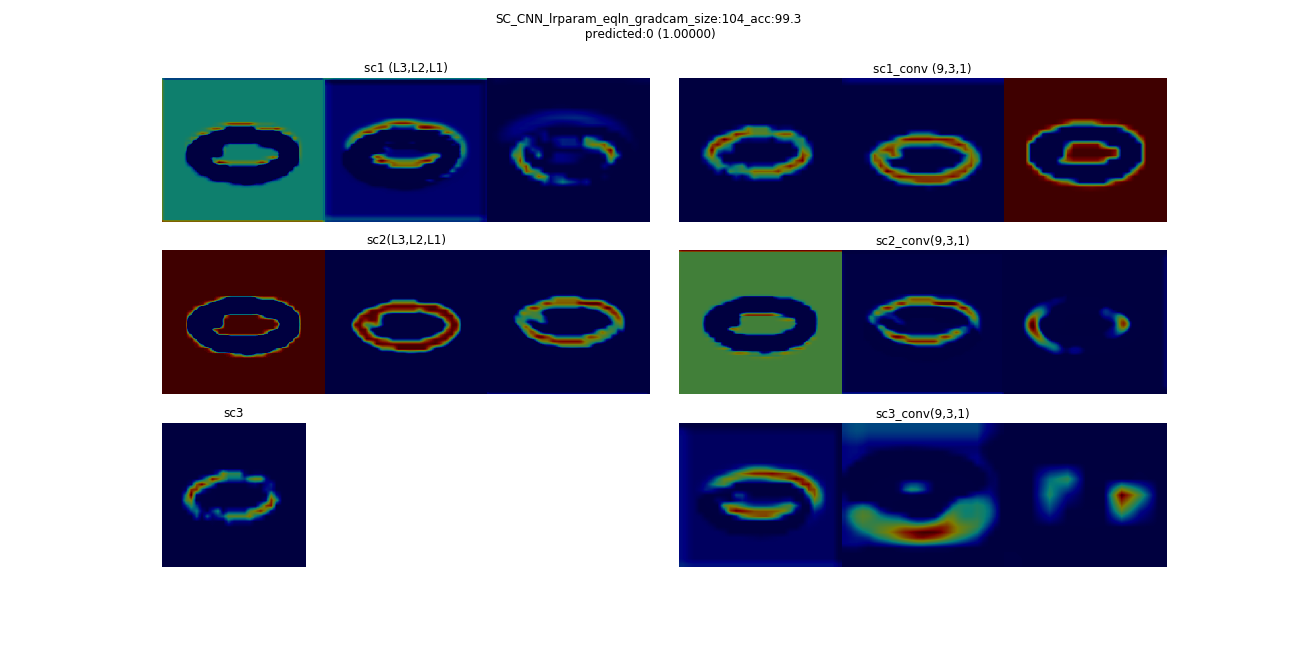 SC_CNN_lrparam_eqln_gradcam_size:104_acc:99.3
predicted:0 (1.00000)
sc1 (L3,L2,L1)
sc1_conv (9,3,1)
sc2(L3,L2,L1)
sc2_conv(9,3,1)
sc3
sc3_conv(9,3,1)